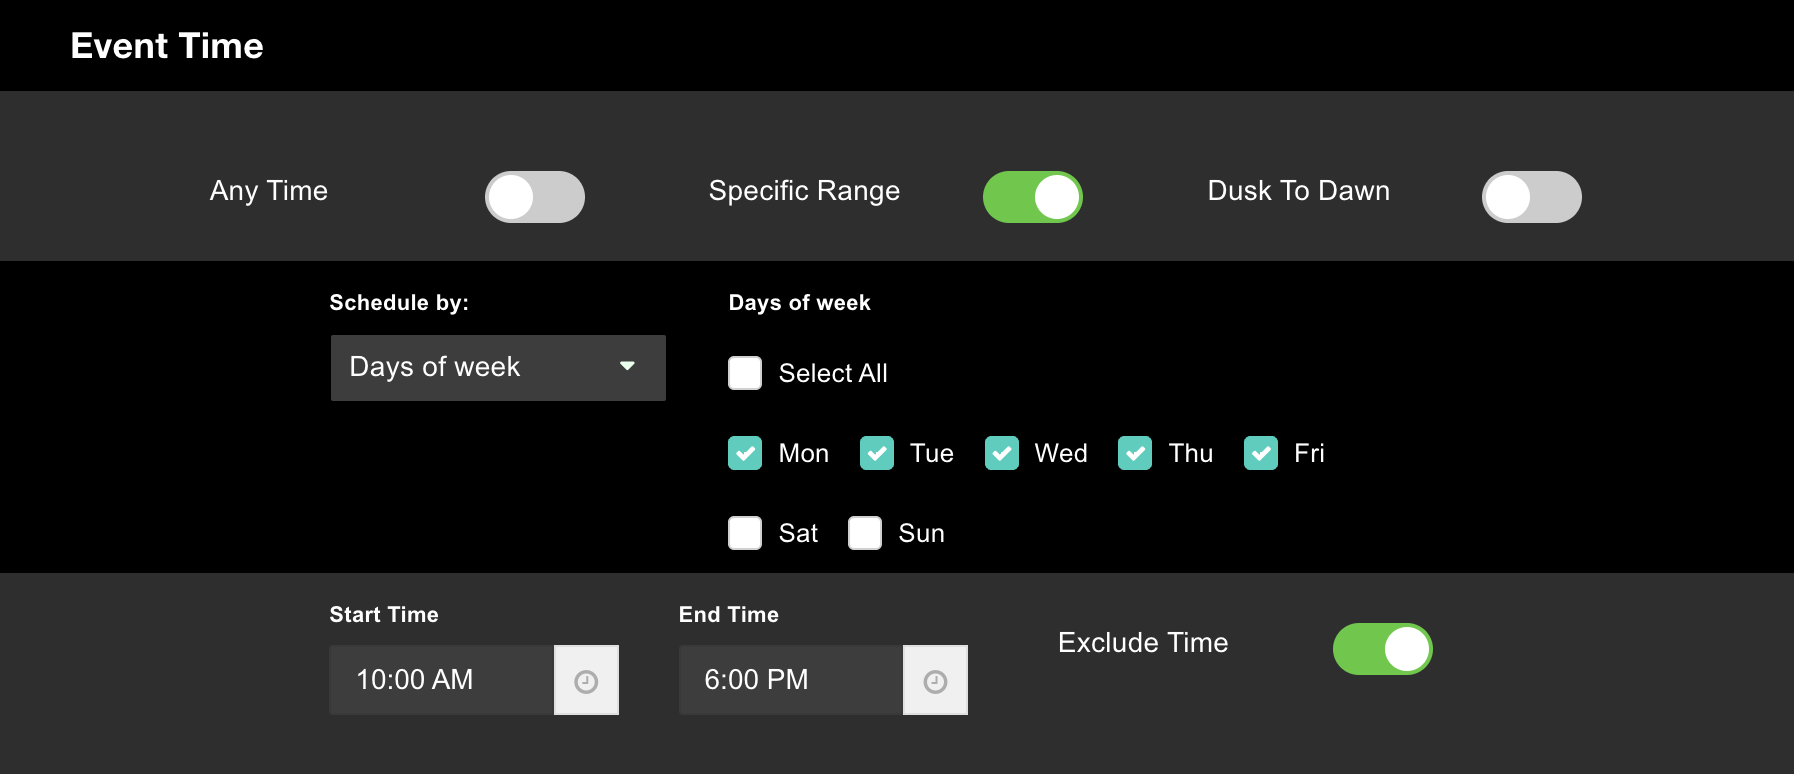 Event Time
Any Time Specific Range Dusk To Dawn
Schedule by: Days of week
Days of week
Select All
Mon Tue Wed Thu Fri
Sat Sun
Start Time End Time
Exclude Time
10:00 AM 6:00 PM